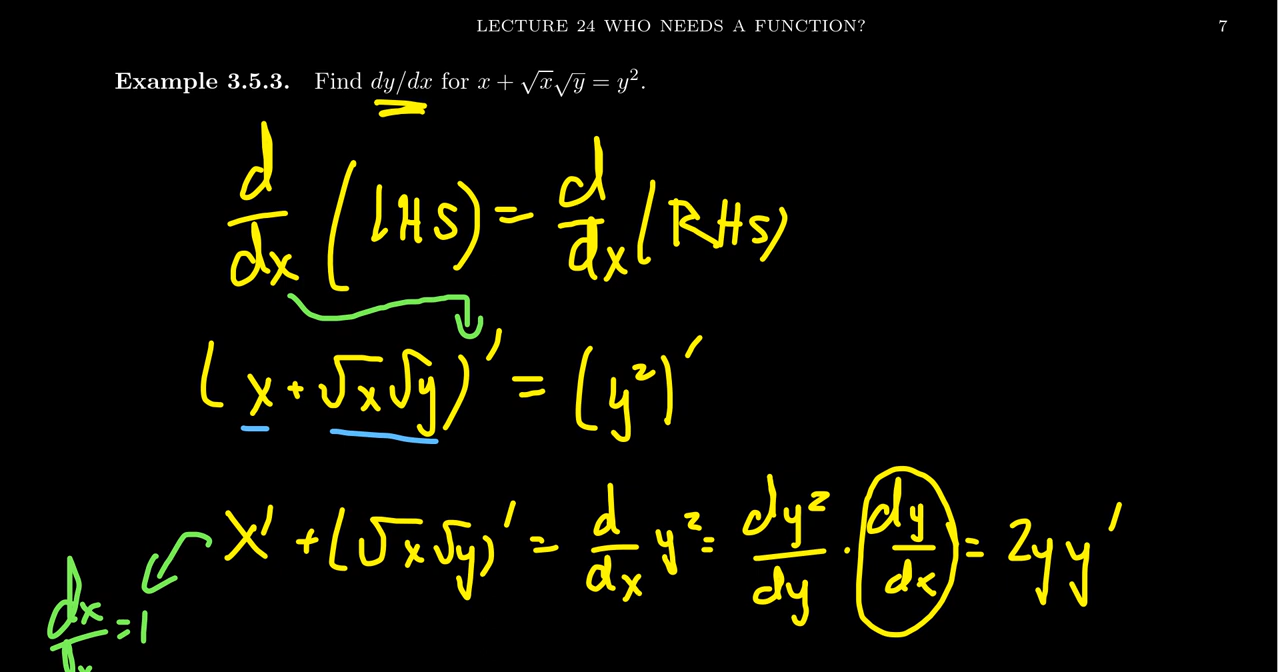 LECTURE 24 WHO NEEDS A FUNCTION? 7
Example 3.5.3. Find dy/dx for x + √x√y = y².
d/dx (LHS) = d/dx (RHS)
(x + √x√y)′ = (y²)′
x′ + (√x√y)′ = d/dx y² = dy²/dy · dy/dx = 2yy′
dx/dx = 1